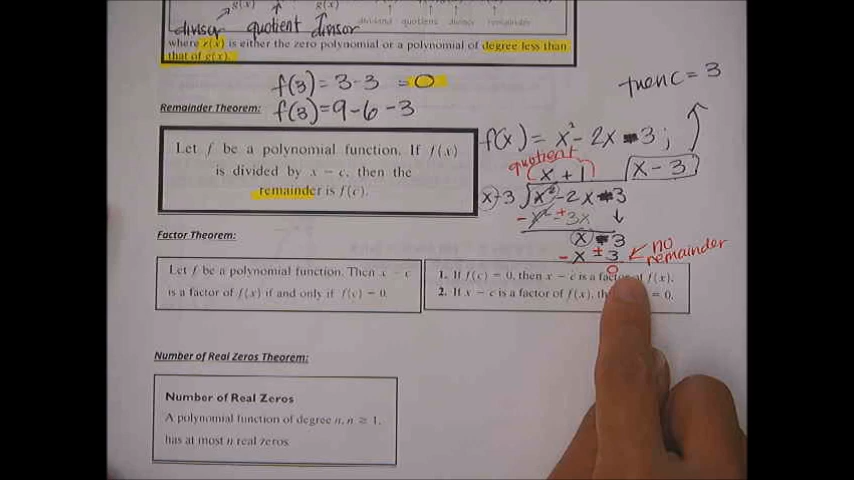 g(x) g(x)
divisor quotient divisor
dividend quotient divisor remainder
where r(x) is either the zero polynomial or a polynomial of degree less than
that of g(x).
f(3) = 3-3 = 0
Remainder Theorem: f(3) = 9-6-3
then c = 3
Let f be a polynomial function. If f(x)
is divided by x − c, then the
remainder is f(c).
f(x) = x² - 2x - 3 ; x - 3
quotient
x + 1
x-3 x² - 2x - 3
- x² ± 3x
x - 3
- x ± 3
0
no
remainder
Factor Theorem:
Let f be a polynomial function. Then x − c
is a factor of f(x) if and only if f(c) = 0.
1. If f(c) = 0, then x − c is a factor of f(x).
2. If x − c is a factor of f(x), = 0.
Number of Real Zeros Theorem:
Number of Real Zeros
A polynomial function of degree n, n ≥ 1,
has at most n real zeros